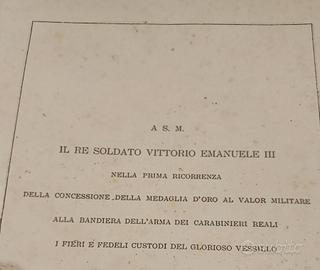 A S. M.
IL RE SOLDATO VITTORIO EMANUELE III
NELLA PRIMA RICORRENZA
DELLA CONCESSIONE DELLA MEDAGLIA D'ORO AL VALOR MILITARE
ALLA BANDIERA DELL'ARMA DEI CARABINIERI REALI
I FIERI E FEDELI CUSTODI DEL GLORIOSO VESSILLO